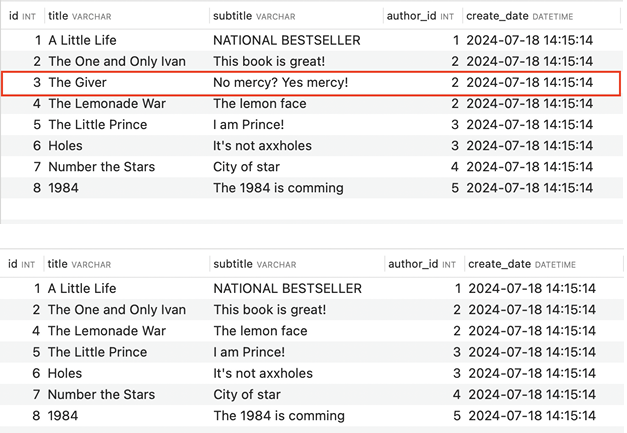 id INT title VARCHAR subtitle VARCHAR author_id INT create_date DATETIME
1 A Little Life NATIONAL BESTSELLER 1 2024-07-18 14:15:14
2 The One and Only Ivan This book is great! 2 2024-07-18 14:15:14
3 The Giver No mercy? Yes mercy! 2 2024-07-18 14:15:14
4 The Lemonade War The lemon face 2 2024-07-18 14:15:14
5 The Little Prince I am Prince! 3 2024-07-18 14:15:14
6 Holes It's not axxholes 3 2024-07-18 14:15:14
7 Number the Stars City of star 4 2024-07-18 14:15:14
8 1984 The 1984 is comming 5 2024-07-18 14:15:14
id INT title VARCHAR subtitle VARCHAR author_id INT create_date DATETIME
1 A Little Life NATIONAL BESTSELLER 1 2024-07-18 14:15:14
2 The One and Only Ivan This book is great! 2 2024-07-18 14:15:14
4 The Lemonade War The lemon face 2 2024-07-18 14:15:14
5 The Little Prince I am Prince! 3 2024-07-18 14:15:14
6 Holes It's not axxholes 3 2024-07-18 14:15:14
7 Number the Stars City of star 4 2024-07-18 14:15:14
8 1984 The 1984 is comming 5 2024-07-18 14:15:14